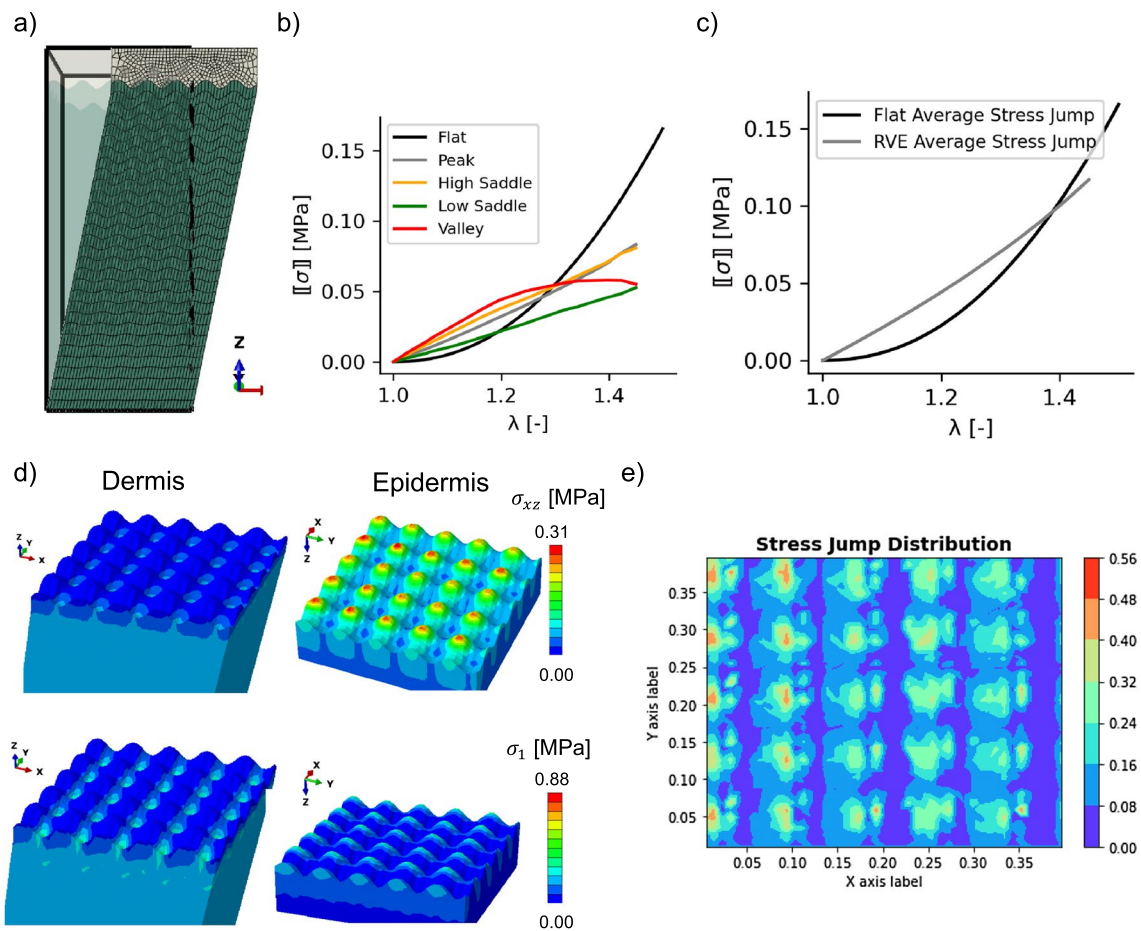 a)
Z
b)
[[σ]] [MPa]
0.15
0.10
0.05
0.00
Flat
Peak
High Saddle
Low Saddle
Valley
1.0
1.2
1.4
λ [-]
c)
[[σ]] [MPa]
0.15
0.10
0.05
0.00
Flat Average Stress Jump
RVE Average Stress Jump
1.0
1.2
1.4
λ [-]
d)
Dermis
Epidermis
Z Y X
X Y Z
σxz [MPa]
0.31
0.00
Z Y X
X Y Z
σ1 [MPa]
0.88
0.00
e)
Stress Jump Distribution
Y axis label
0.35
0.30
0.25
0.20
0.15
0.10
0.05
0.05
0.10
0.15
0.20
0.25
0.30
0.35
X axis label
0.56
0.48
0.40
0.32
0.24
0.16
0.08
0.00